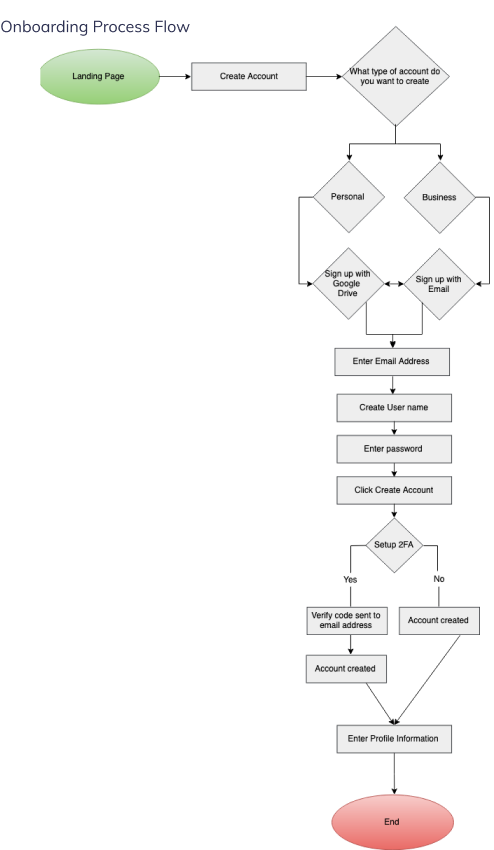 Onboarding Process Flow
Landing Page
Create Account
What type of account do
you want to create
Personal
Business
Sign up with
Google
Drive
Sign up with
Email
Enter Email Address
Create User name
Enter password
Click Create Account
Setup 2FA
Yes
No
Verify code sent to
email address
Account created
Account created
Enter Profile Information
End